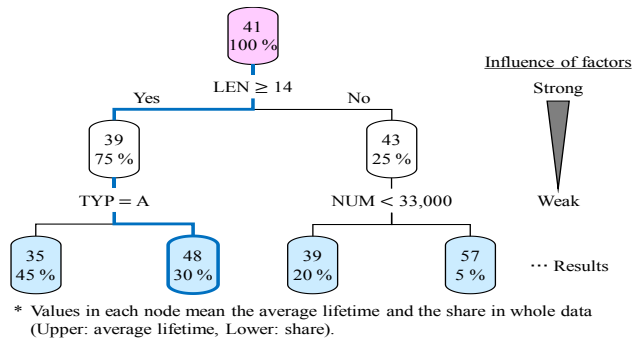 41
100 %
Influence of factors
LEN ≥ 14
Strong
Yes
No
39
75 %
43
25 %
TYP = A
NUM < 33,000
Weak
35
45 %
48
30 %
39
20 %
57
5 %
··· Results
* Values in each node mean the average lifetime and the share in whole data
(Upper: average lifetime, Lower: share).